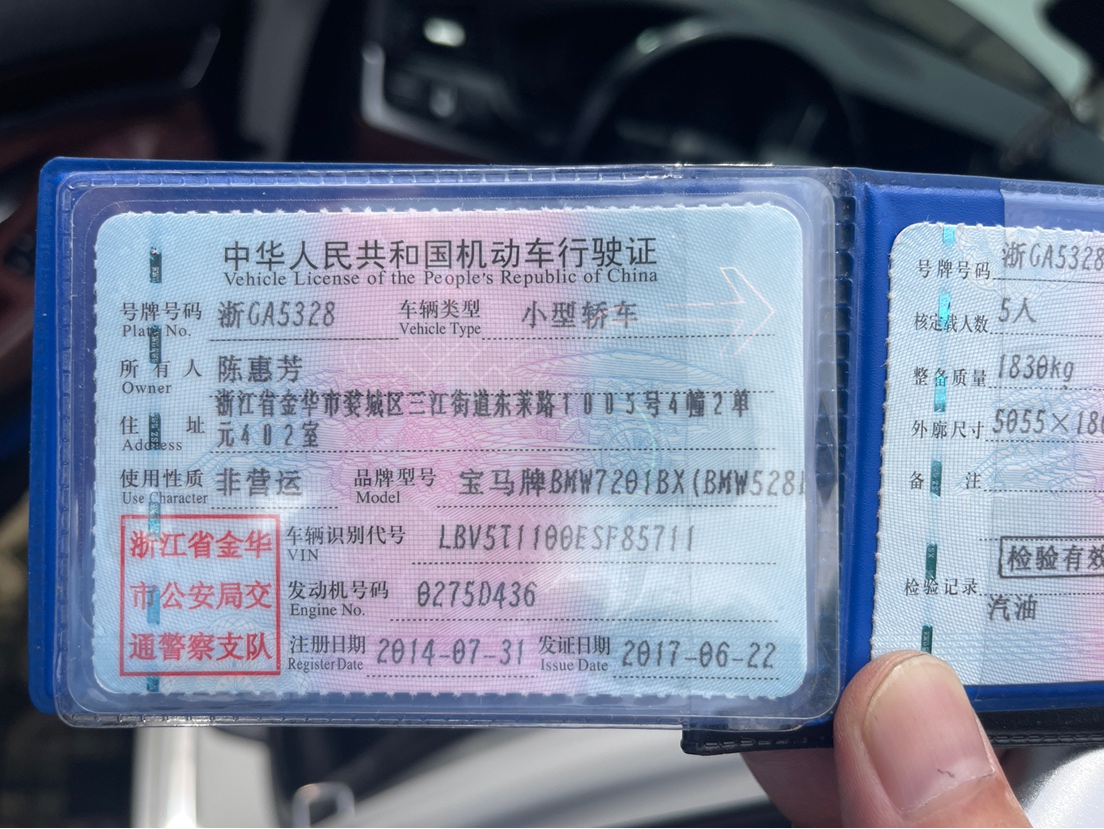 中华人民共和国机动车行驶证
Vehicle License of the People's Republic of China
号牌号码 浙GA5328 车辆类型 小型轿车
Plate No. Vehicle Type
所有人 陈惠芳
Owner
浙江省金华市婺城区三江街道东莱路1005号4幢2单
住址 元402室
Address
使用性质 非营运 品牌型号 宝马牌BMW7201BX(BMW528L
Use Character Model
浙江省金华
市公安局交
通警察支队
车辆识别代号 LBV5T1100ESF85711
VIN
发动机号码 0275D436
Engine No.
注册日期 2014-07-31 发证日期 2017-06-22
Register Date Issue Date
号牌号码 浙GA5328
核定载人数 5人
整备质量 1830kg
外廓尺寸 5055×180
备注
检验有效
检验记录
汽油